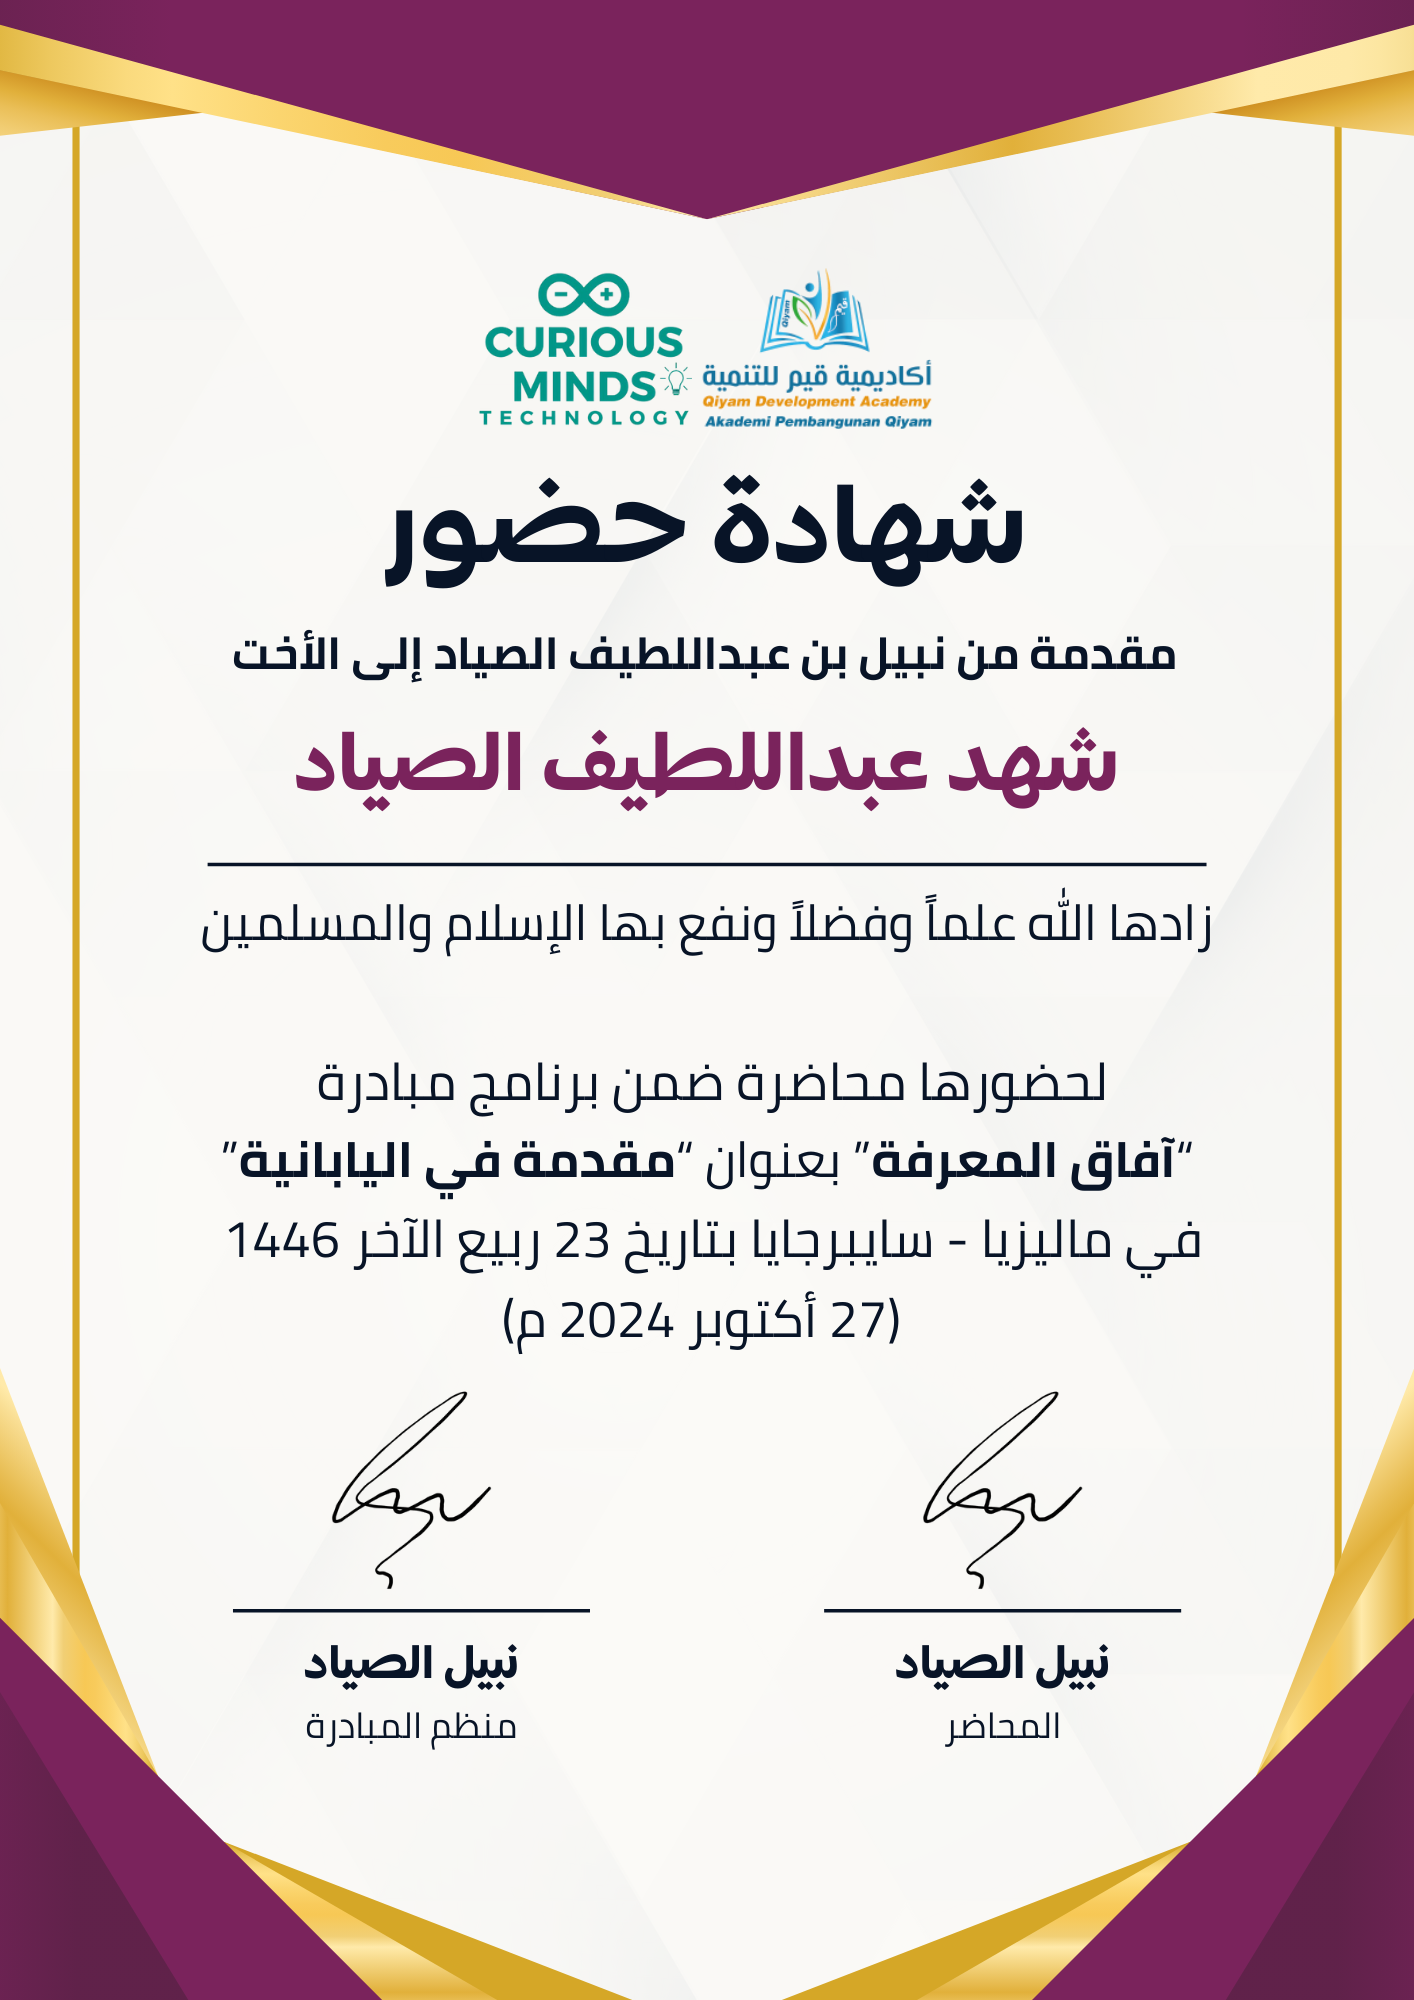 CURIOUS
MINDS
TECHNOLOGY
Qiyam
قيم
أكاديمية قيم للتنمية
Qiyam Development Academy
Akademi Pembangunan Qiyam
شهادة حضور
مقدمة من نبيل بن عبداللطيف الصياد إلى الأخت
شهد عبداللطيف الصياد
زادها الله علماً وفضلاً ونفع بها الإسلام والمسلمين
لحضورها محاضرة ضمن برنامج مبادرة
“آفاق المعرفة” بعنوان “مقدمة في اليابانية”
في ماليزيا - سايبرجايا بتاريخ 23 ربيع الآخر 1446
(27 أكتوبر 2024 م)
نبيل الصياد
المحاضر
نبيل الصياد
منظم المبادرة